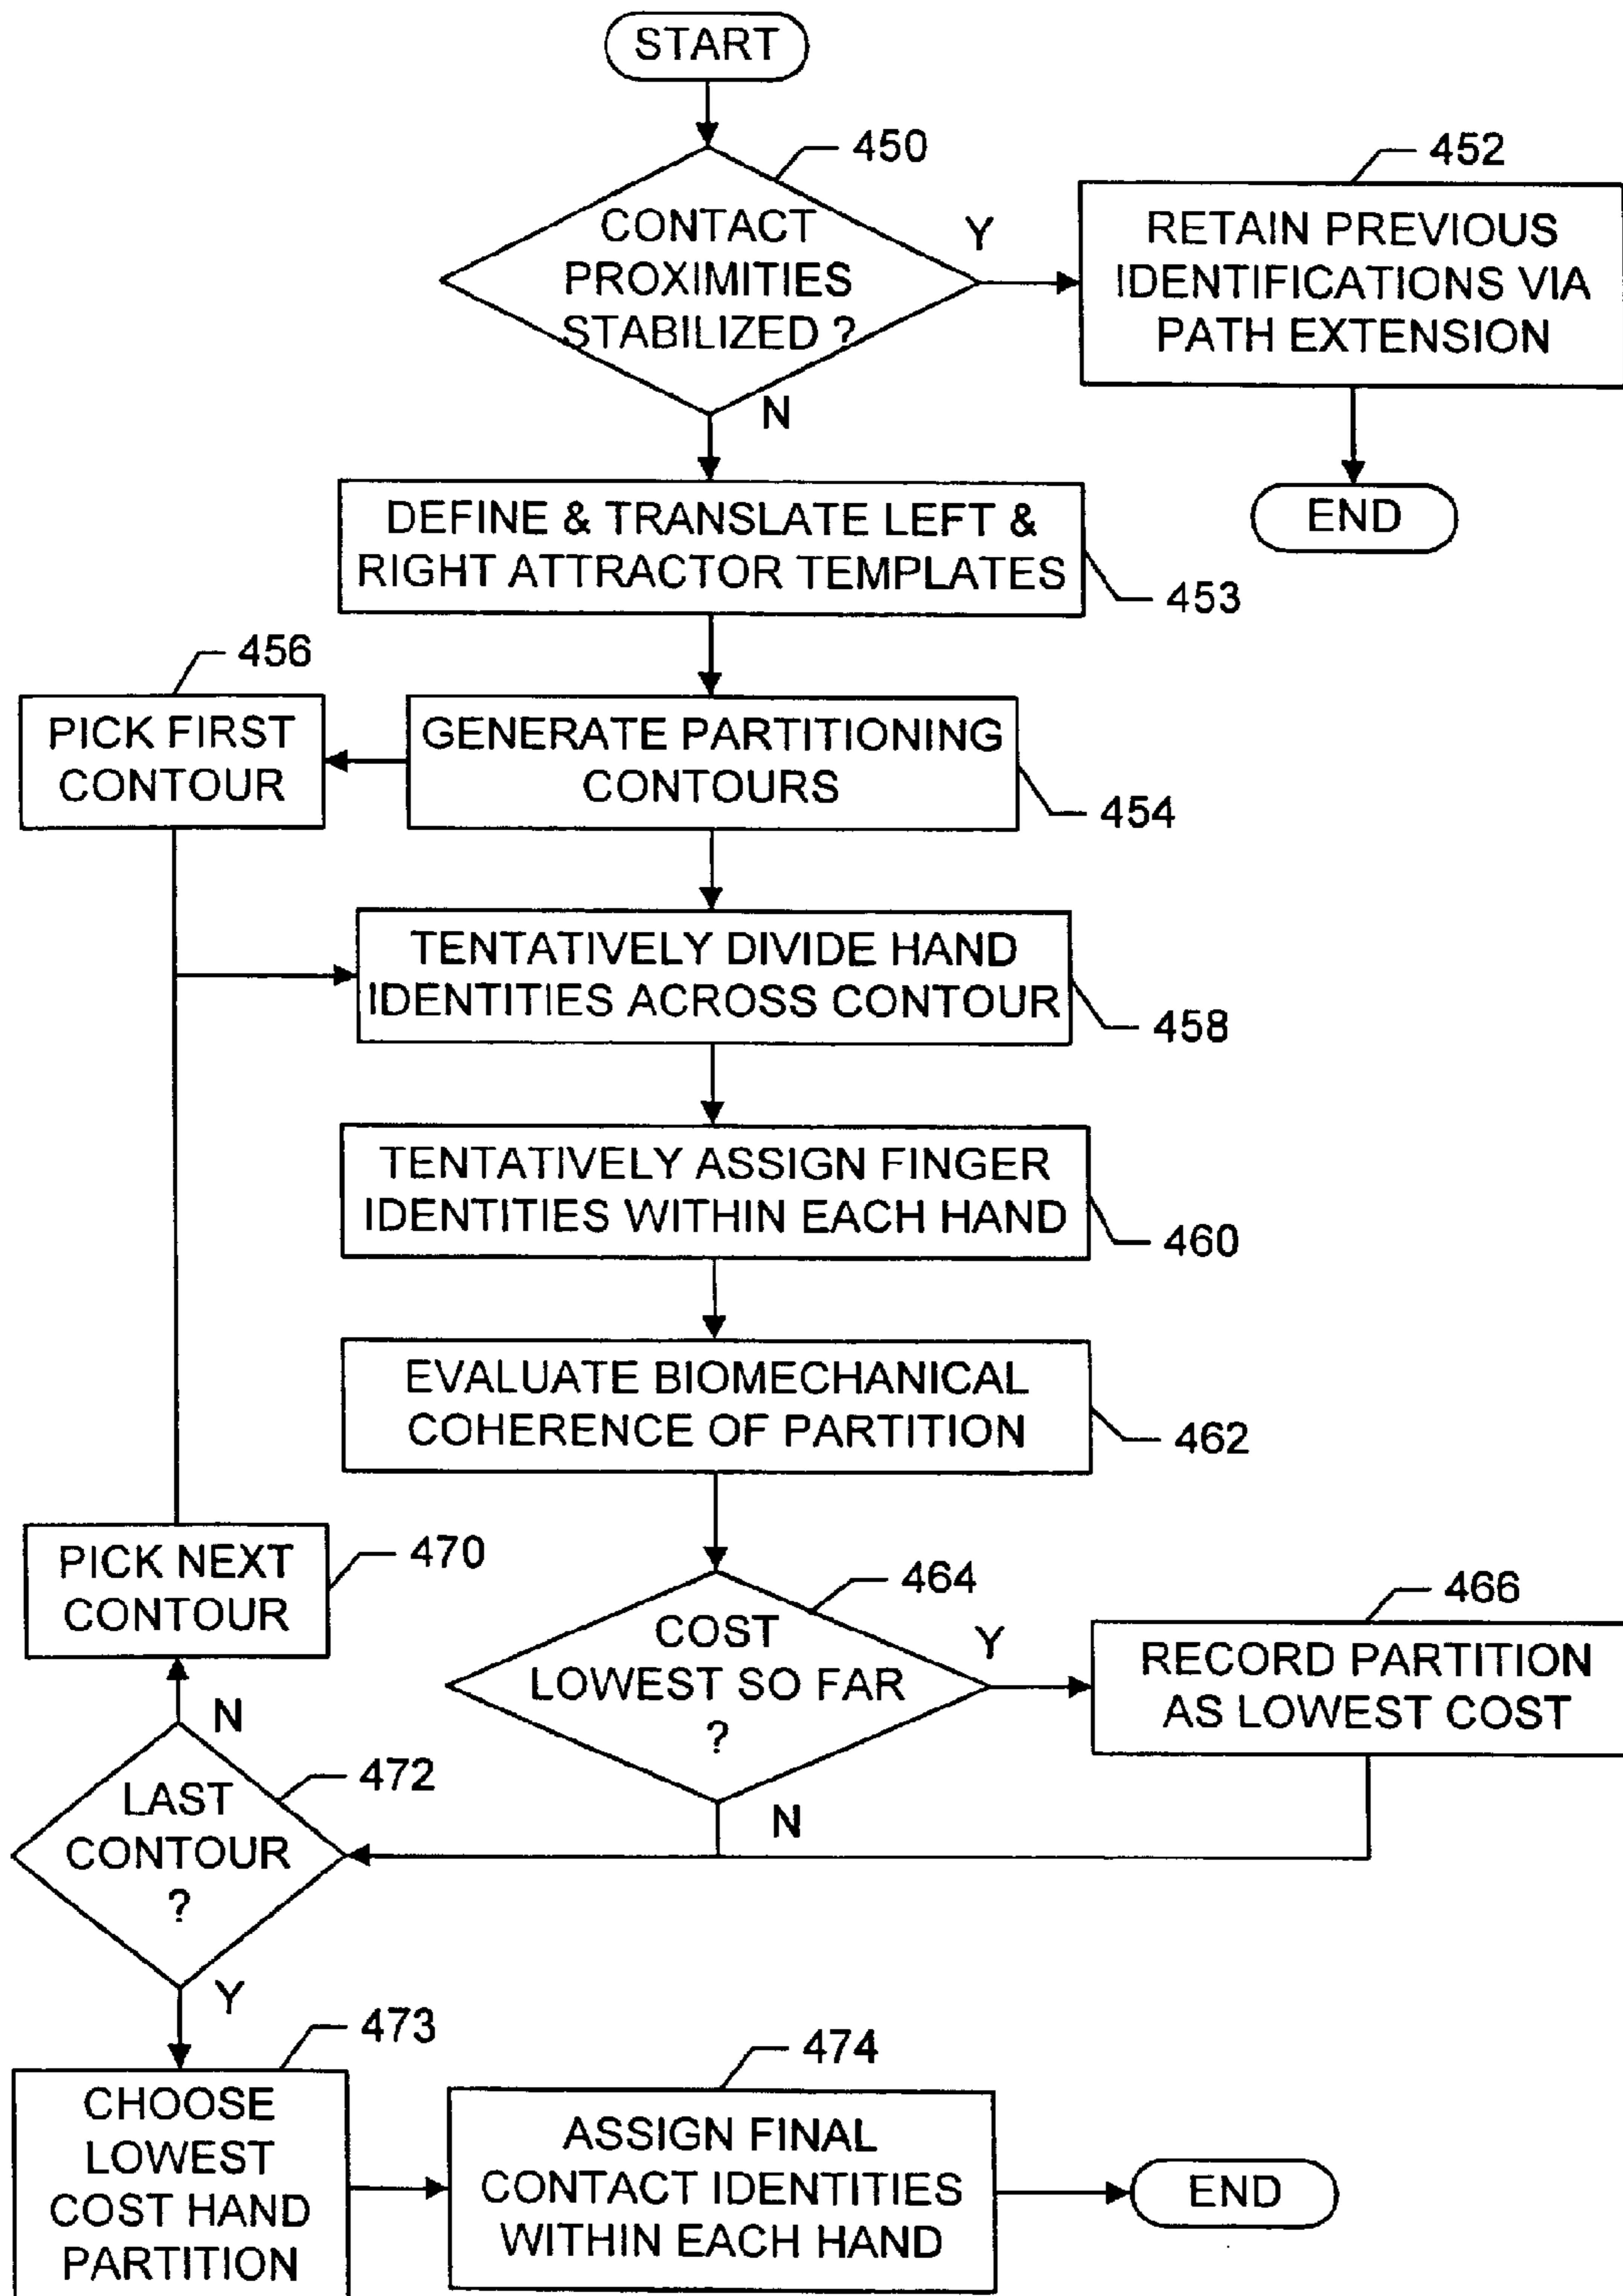 START
450
CONTACT
PROXIMITIES
STABILIZED ?
Y
N
452
RETAIN PREVIOUS
IDENTIFICATIONS VIA
PATH EXTENSION
END
DEFINE & TRANSLATE LEFT &
RIGHT ATTRACTOR TEMPLATES
453
456
PICK FIRST
CONTOUR
GENERATE PARTITIONING
CONTOURS
454
TENTATIVELY DIVIDE HAND
IDENTITIES ACROSS CONTOUR
458
TENTATIVELY ASSIGN FINGER
IDENTITIES WITHIN EACH HAND
460
EVALUATE BIOMECHANICAL
COHERENCE OF PARTITION
462
PICK NEXT
CONTOUR
470
464
COST
LOWEST SO FAR
?
Y
N
466
RECORD PARTITION
AS LOWEST COST
N
472
LAST
CONTOUR
?
Y
473
CHOOSE
LOWEST
COST HAND
PARTITION
474
ASSIGN FINAL
CONTACT IDENTITIES
WITHIN EACH HAND
END